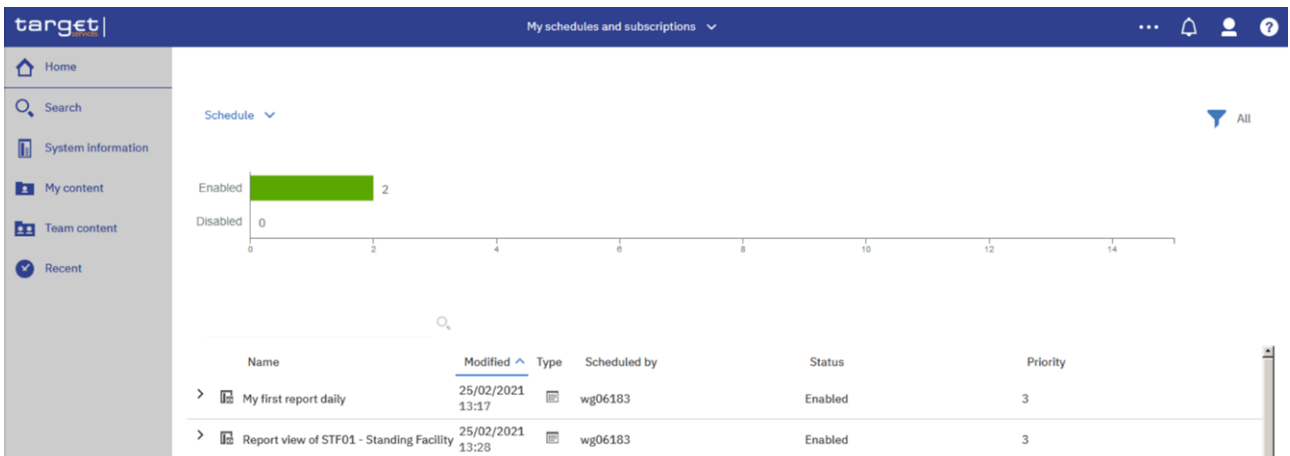 target
SERVICES
My schedules and subscriptions
Home
Search
System information
My content
Team content
Recent
Schedule
All
Enabled 2
Disabled 0
0 2 4 6 8 10 12 14
Name Modified Type Scheduled by Status Priority
My first report daily 25/02/2021 13:17 wg06183 Enabled 3
Report view of STF01 - Standing Facility 25/02/2021 13:28 wg06183 Enabled 3